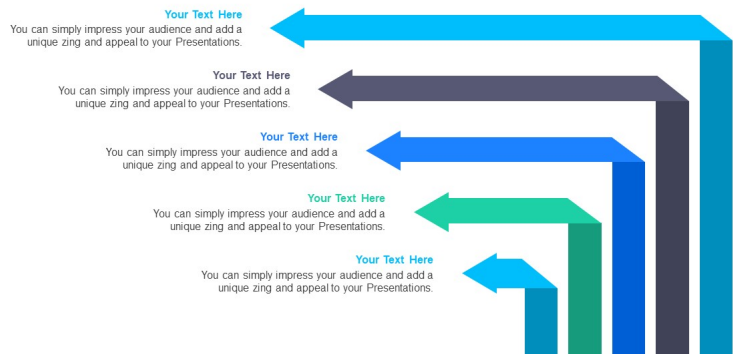 Your Text Here
You can simply impress your audience and add a
unique zing and appeal to your Presentations.
Your Text Here
You can simply impress your audience and add a
unique zing and appeal to your Presentations.
Your Text Here
You can simply impress your audience and add a
unique zing and appeal to your Presentations.
Your Text Here
You can simply impress your audience and add a
unique zing and appeal to your Presentations.
Your Text Here
You can simply impress your audience and add a
unique zing and appeal to your Presentations.